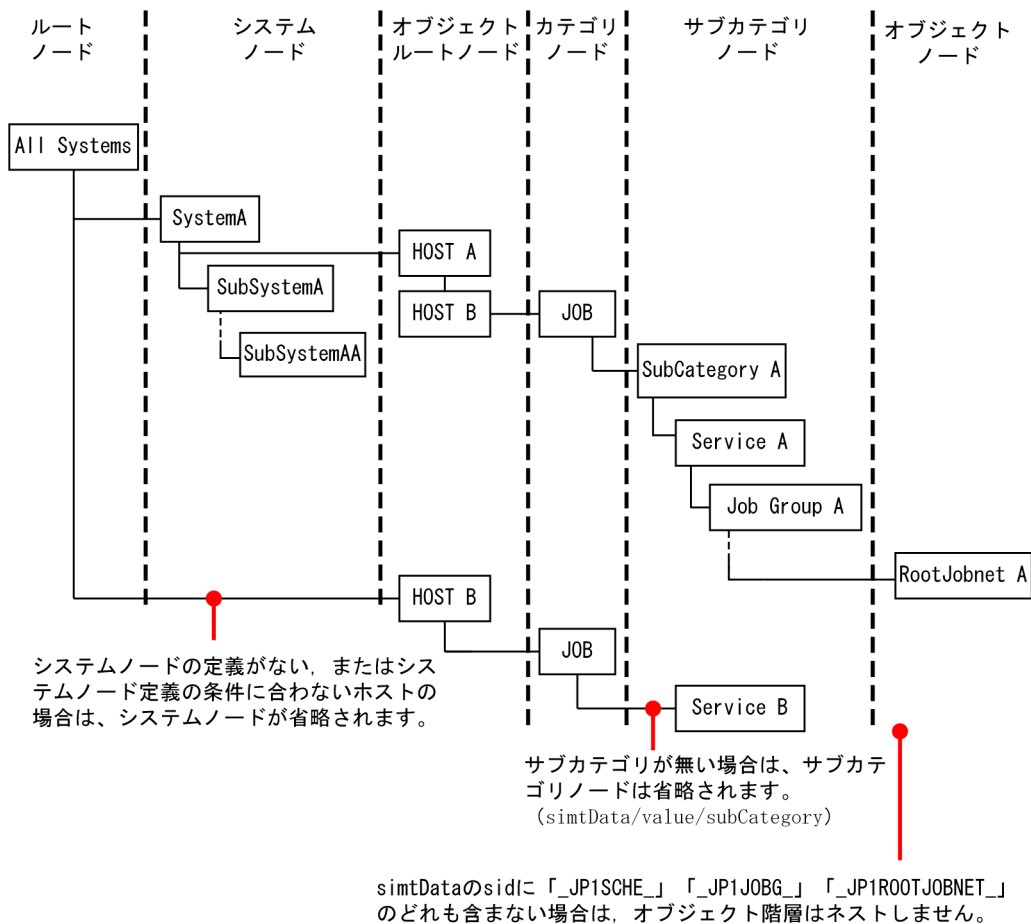 ルート
ノード
システム
ノード
オブジェクト
ルートノード
カテゴリ
ノード
サブカテゴリ
ノード
オブジェクト
ノード
All Systems
SystemA
HOST A
SubSystemA
HOST B
JOB
SubSystemAA
SubCategory A
Service A
Job Group A
RootJobnet A
HOST B
JOB
システムノードの定義がない，またはシス
テムノード定義の条件に合わないホストの
場合は、システムノードが省略されます。
Service B
サブカテゴリが無い場合は、サブカテ
ゴリノードは省略されます。
（simtData/value/subCategory）
simtDataのsidに「_JP1SCHE_」「_JP1JOBG_」「_JP1ROOTJOBNET_」
のどれも含まない場合は，オブジェクト階層はネストしません。